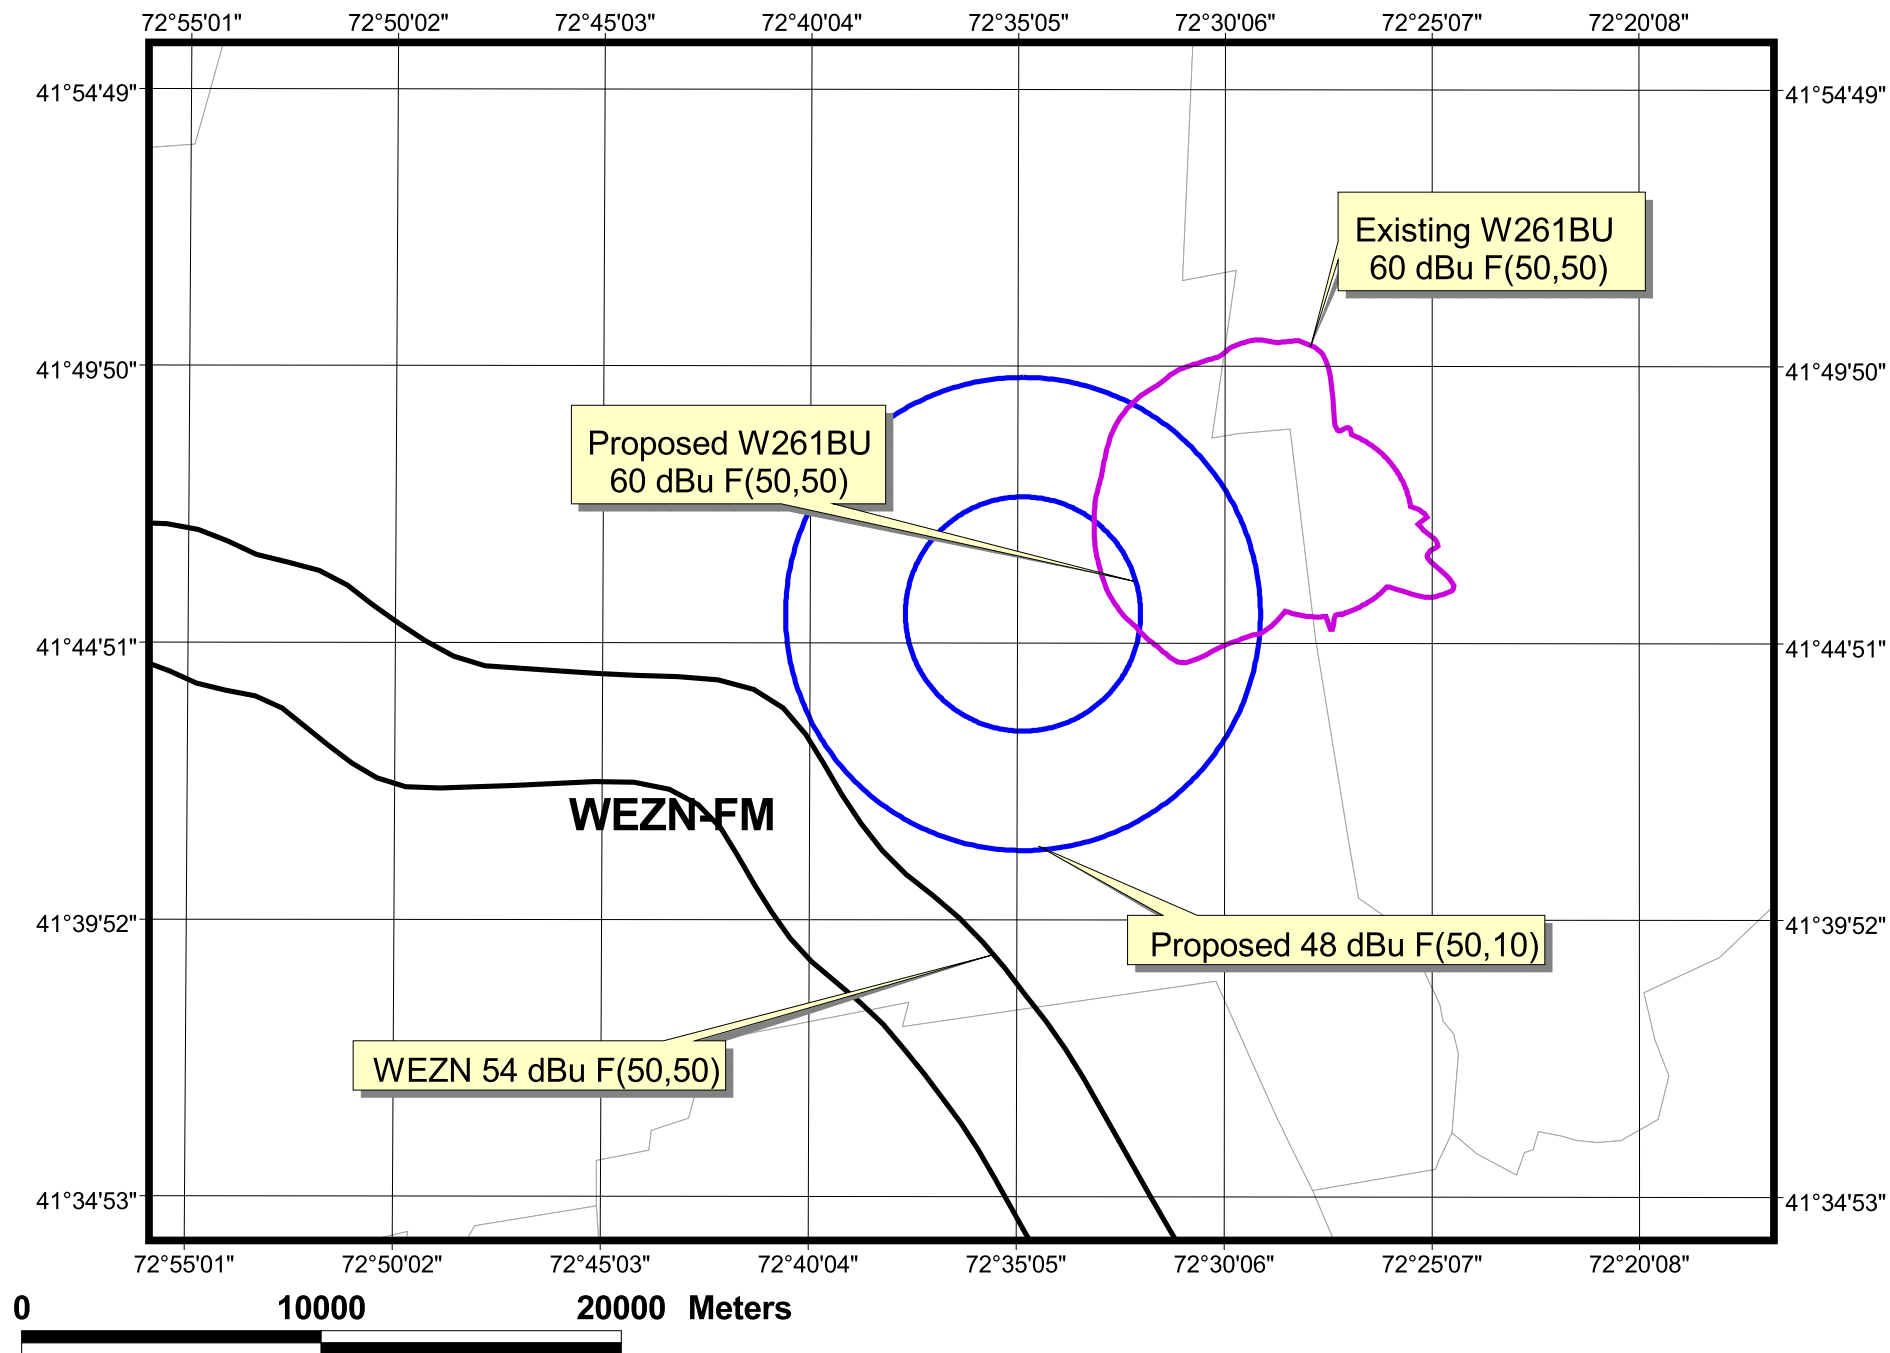 72°55'01" 72°50'02" 72°45'03" 72°40'04" 72°35'05" 72°30'06" 72°25'07" 72°20'08"
41°54'49" 41°54'49"
Existing W261BU
60 dBu F(50,50)
41°49'50" 41°49'50"
Proposed W261BU
60 dBu F(50,50)
41°44'51" 41°44'51"
WEZN-FM
41°39'52" 41°39'52"
Proposed 48 dBu F(50,10)
WEZN 54 dBu F(50,50)
41°34'53" 41°34'53"
72°55'01" 72°50'02" 72°45'03" 72°40'04" 72°35'05" 72°30'06" 72°25'07" 72°20'08"
0 10000 20000 Meters